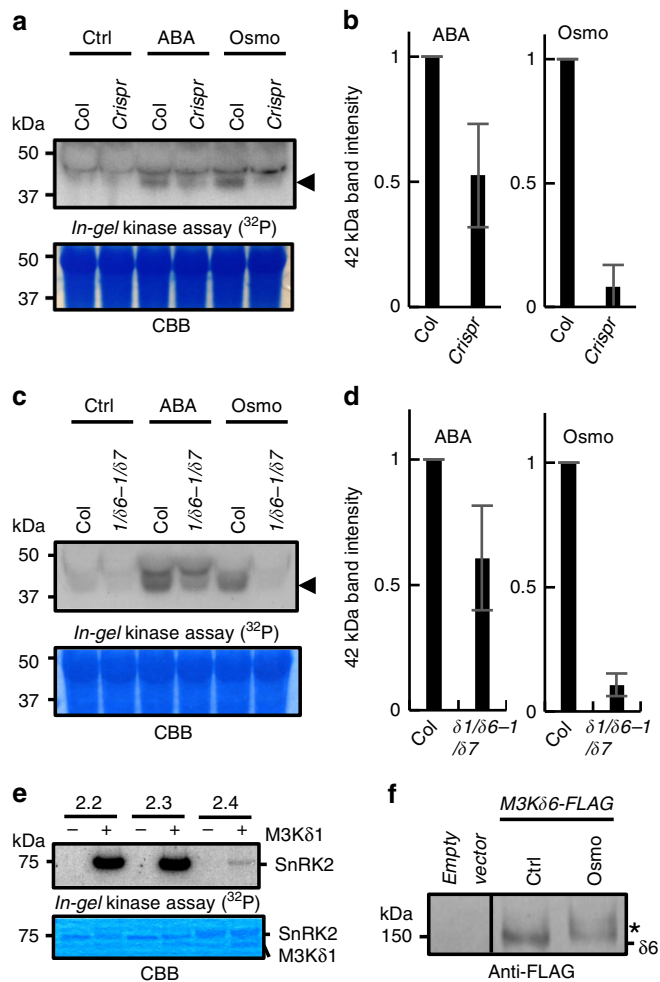 a
Ctrl ABA Osmo
Col Crispr Col Crispr Col Crispr
kDa
50
37
In-gel kinase assay (³²P)
50
37
CBB
b
42 kDa band intensity
ABA
1
0.5
0
Col Crispr
Osmo
1
0.5
0
Col Crispr
c
Ctrl ABA Osmo
Col 1/δ6–1/δ7 Col 1/δ6–1/δ7 Col 1/δ6–1/δ7
kDa
50
37
In-gel kinase assay (³²P)
50
37
CBB
d
42 kDa band intensity
ABA
1
0.5
0
Col δ1/δ6–1
/δ7
Osmo
1
0.5
0
Col δ1/δ6–1
/δ7
e
2.2 2.3 2.4
kDa − + − + − + M3Kδ1
75 SnRK2
In-gel kinase assay (³²P)
75 SnRK2
M3Kδ1
CBB
f
M3Kδ6-FLAG
Empty
vector
Ctrl Osmo
kDa
150
*
δ6
Anti-FLAG